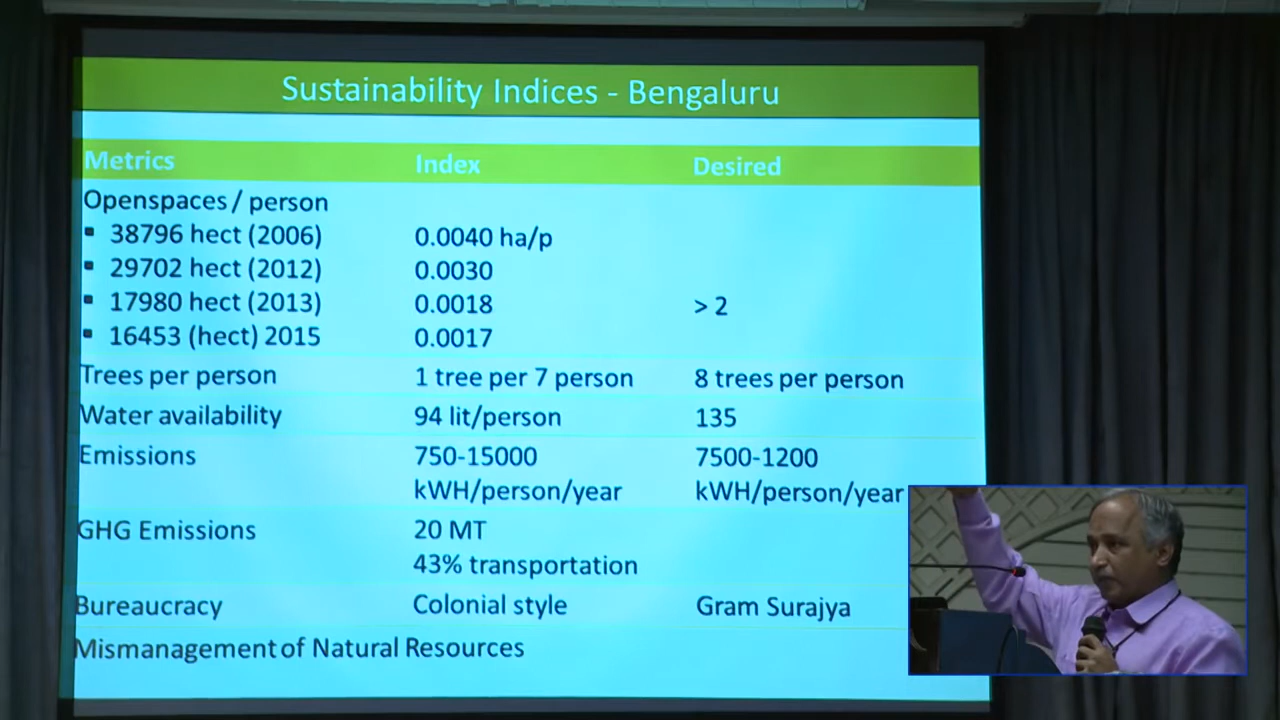 Sustainability Indices - Bengaluru
Metrics Index Desired
Openspaces / person
▪ 38796 hect (2006) 0.0040 ha/p
▪ 29702 hect (2012) 0.0030
▪ 17980 hect (2013) 0.0018 > 2
▪ 16453 (hect) 2015 0.0017
Trees per person 1 tree per 7 person 8 trees per person
Water availability 94 lit/person 135
Emissions 750-15000 7500-1200
kWH/person/year kWH/person/year
GHG Emissions 20 MT
43% transportation
Bureaucracy Colonial style Gram Surajya
Mismanagement of Natural Resources